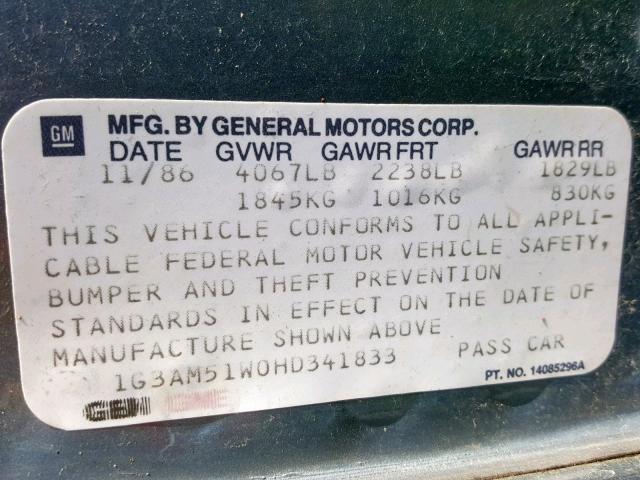 GM MFG. BY GENERAL MOTORS CORP.
DATE GVWR GAWR FRT GAWR RR
11/86 4067LB 2238LB 1829LB
1845KG 1016KG 830KG
THIS VEHICLE CONFORMS TO ALL APPLI-
CABLE FEDERAL MOTOR VEHICLE SAFETY,
BUMPER AND THEFT PREVENTION
STANDARDS IN EFFECT ON THE DATE OF
MANUFACTURE SHOWN ABOVE
1G3AM51W0HD341833 PASS CAR
PT. NO. 14085296A